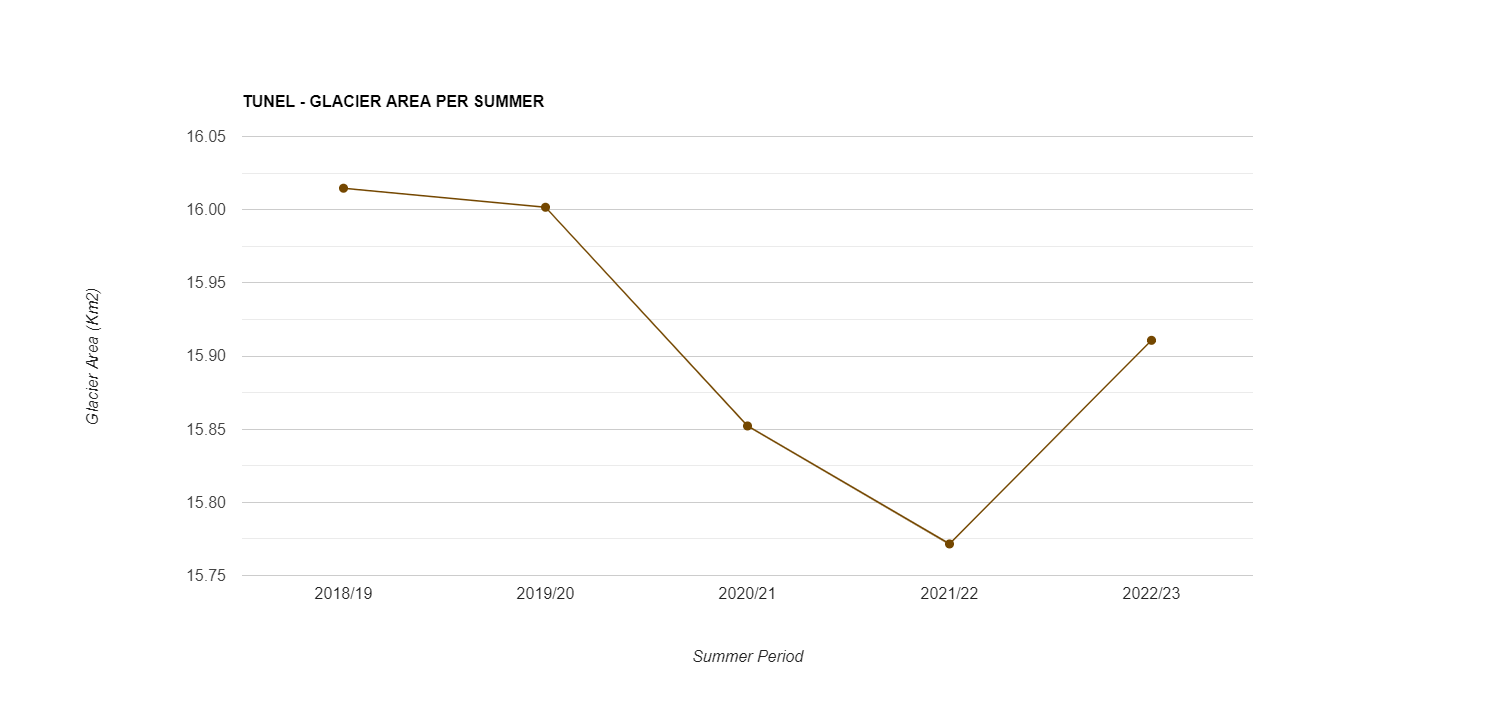 TUNEL - GLACIER AREA PER SUMMER
16.05
16.00
15.95
15.90
15.85
15.80
15.75
Glacier Area (Km2)
2018/19 2019/20 2020/21 2021/22 2022/23
Summer Period